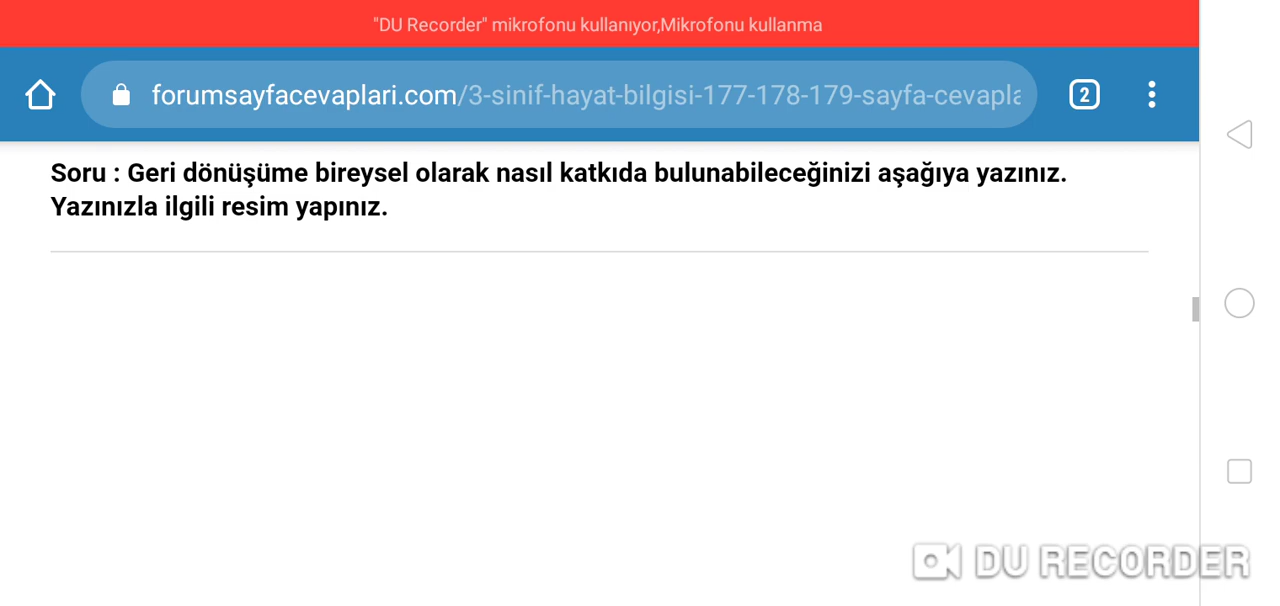 "DU Recorder" mikrofonu kullanıyor,Mikrofonu kullanma
forumsayfacevaplari.com/3-sinif-hayat-bilgisi-177-178-179-sayfa-cevapla
2
Soru : Geri dönüşüme bireysel olarak nasıl katkıda bulunabileceğinizi aşağıya yazınız.
Yazınızla ilgili resim yapınız.
DU RECORDER